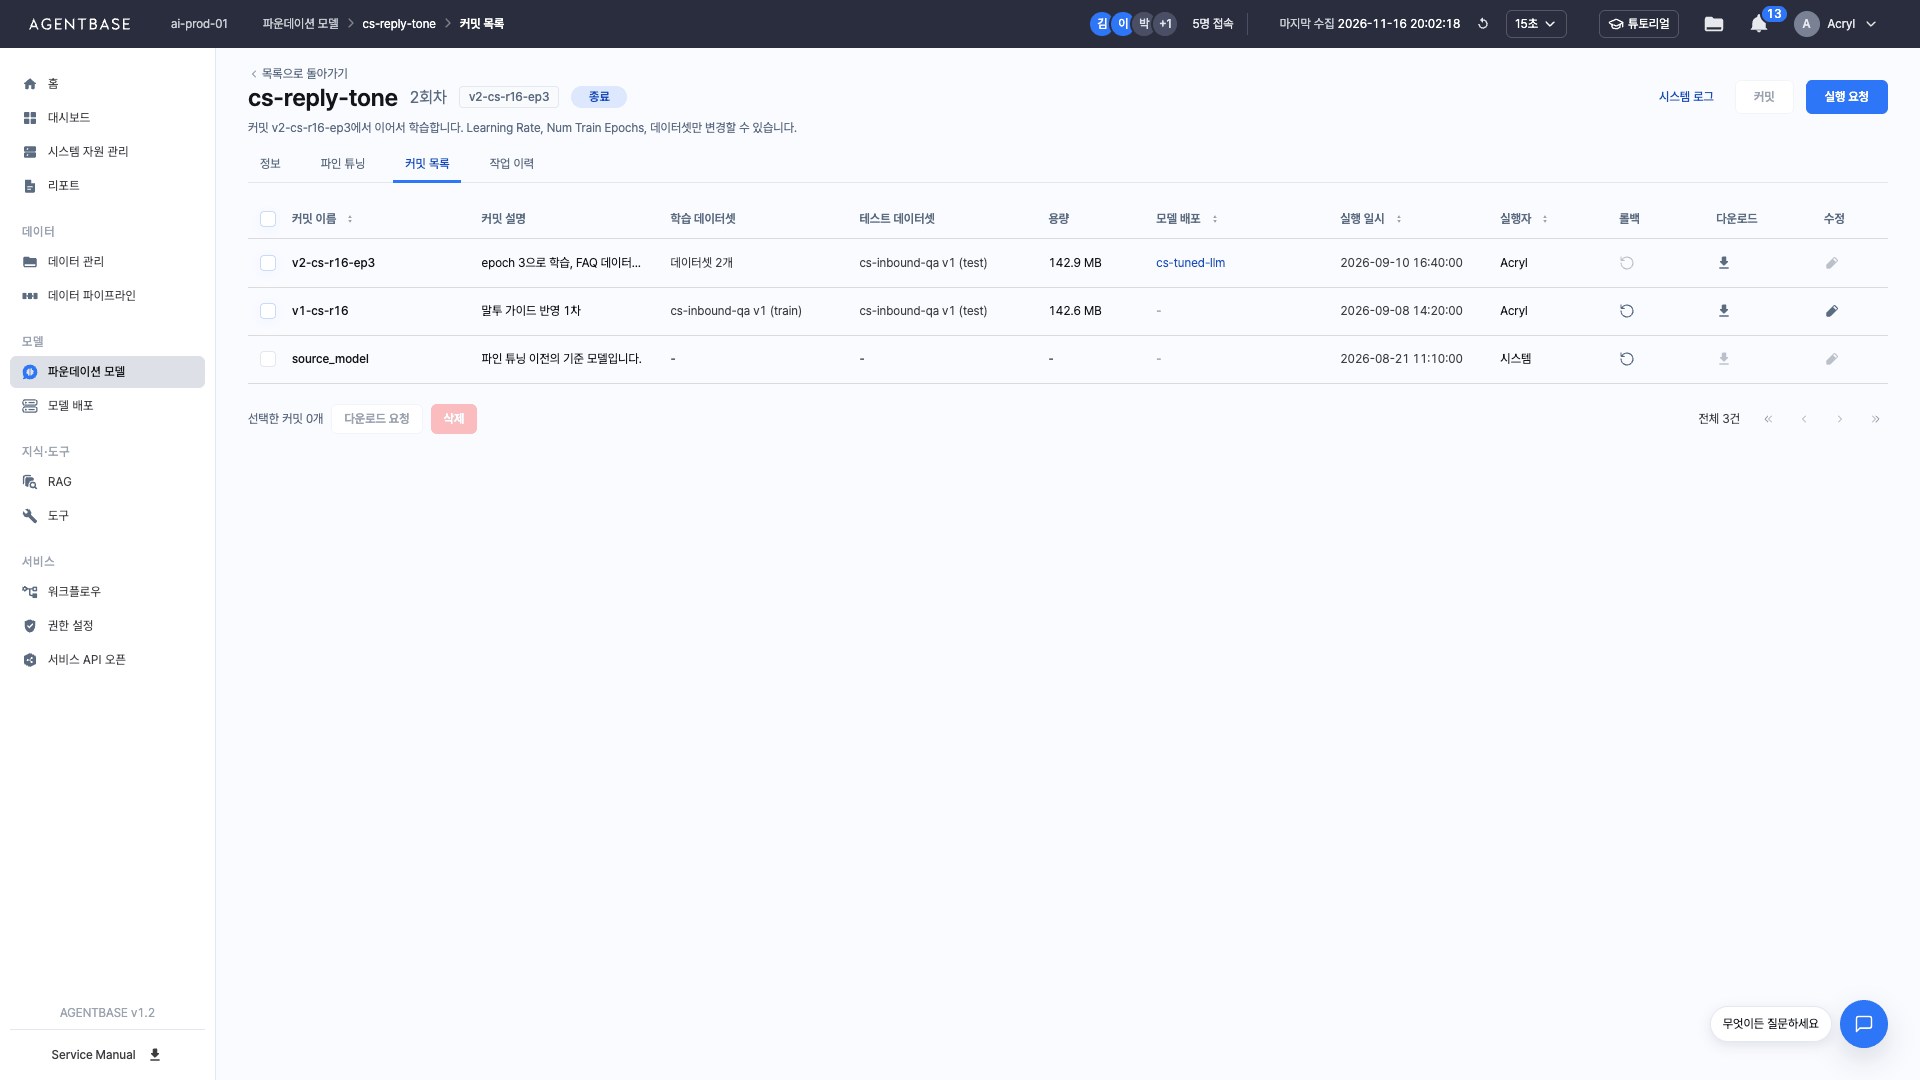 AGENTBASE
ai-prod-01
파운데이션 모델 > cs-reply-tone > 커밋 목록
김 이 박 +1 5명 접속
마지막 수집 2026-11-16 20:02:18
15초
튜토리얼
13
A Acryl
홈
대시보드
시스템 자원 관리
리포트
데이터
데이터 관리
데이터 파이프라인
모델
파운데이션 모델
모델 배포
지식·도구
RAG
도구
서비스
워크플로우
권한 설정
서비스 API 오픈
AGENTBASE v1.2
Service Manual
목록으로 돌아가기
cs-reply-tone 2회차 v2-cs-r16-ep3 종료
시스템 로그 커밋 실행 요청
커밋 v2-cs-r16-ep3에서 이어서 학습합니다. Learning Rate, Num Train Epochs, 데이터셋만 변경할 수 있습니다.
정보 파인 튜닝 커밋 목록 작업 이력
커밋 이름 커밋 설명 학습 데이터셋 테스트 데이터셋 용량 모델 배포 실행 일시 실행자 롤백 다운로드 수정
v2-cs-r16-ep3 epoch 3으로 학습, FAQ 데이터... 데이터셋 2개 cs-inbound-qa v1 (test) 142.9 MB cs-tuned-llm 2026-09-10 16:40:00 Acryl
v1-cs-r16 말투 가이드 반영 1차 cs-inbound-qa v1 (train) cs-inbound-qa v1 (test) 142.6 MB - 2026-09-08 14:20:00 Acryl
source_model 파인 튜닝 이전의 기준 모델입니다. - - - - 2026-08-21 11:10:00 시스템
선택한 커밋 0개 다운로드 요청 삭제
전체 3건 « ‹ › »
무엇이든 질문하세요